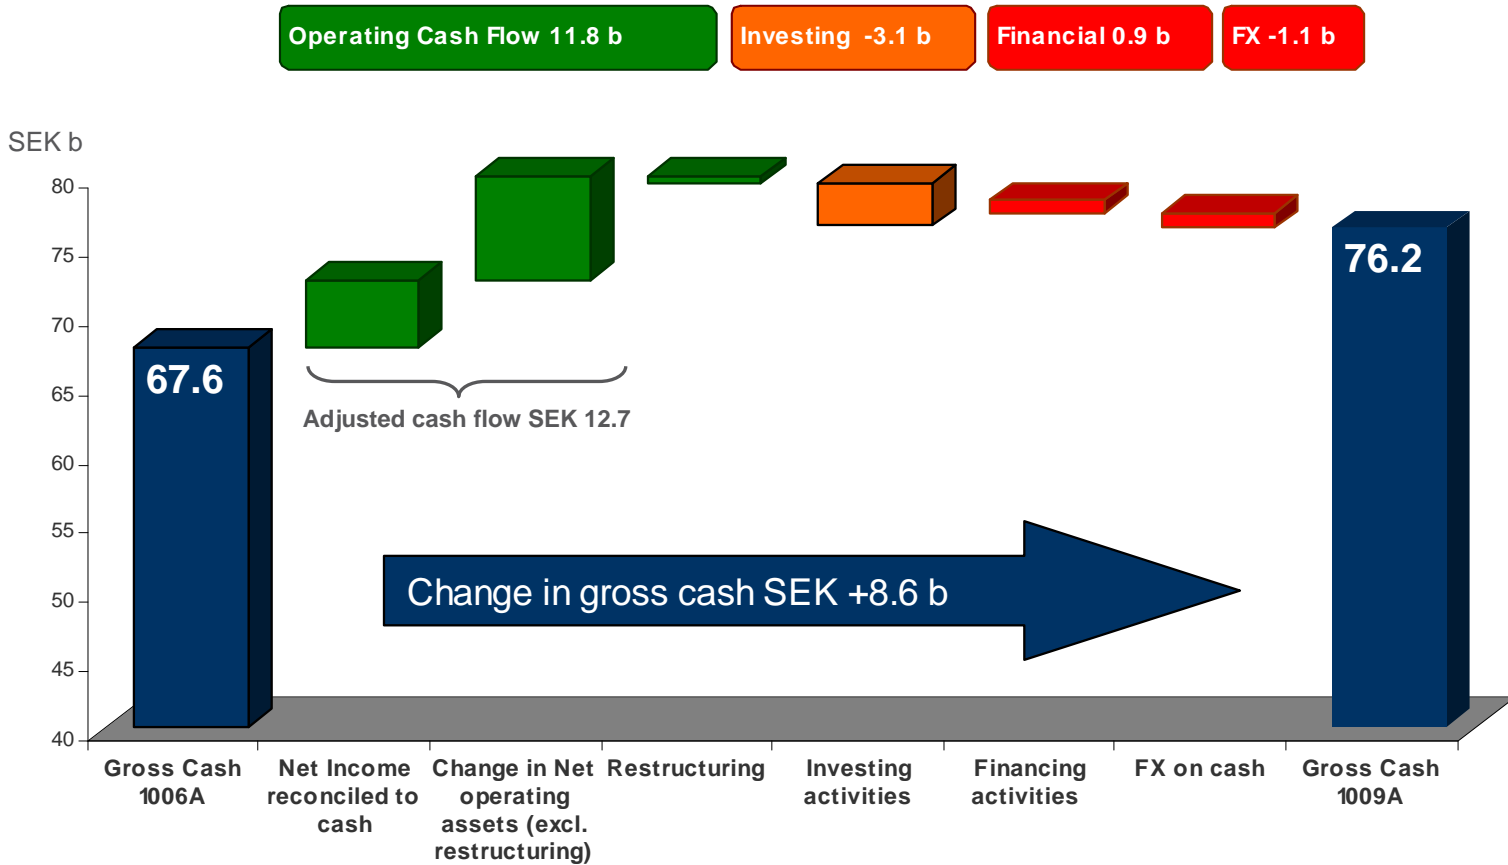 Operating Cash Flow 11.8 b
Investing -3.1 b
Financial 0.9 b
FX -1.1 b
SEK b
80
75
70
65
60
55
50
45
40
67.6
76.2
Adjusted cash flow SEK 12.7
Change in gross cash SEK +8.6 b
Gross Cash
1006A
Net Income
reconciled to
cash
Change in Net
operating
assets (excl.
restructuring)
Restructuring
Investing
activities
Financing
activities
FX on cash
Gross Cash
1009A